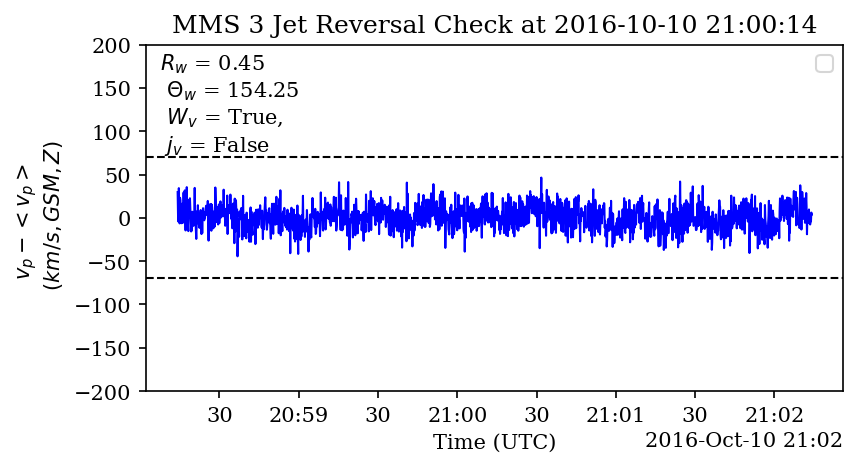 MMS 3 Jet Reversal Check at 2016-10-10 21:00:14
200
150
100
50
0
−50
−100
−150
−200
v_p − < v_p >
(km/s, GSM, Z)
R_w = 0.45
Θ_w = 154.25
W_v = True,
j_v = False
30 20:59 30 21:00 30 21:01 30 21:02
Time (UTC)
2016-Oct-10 21:02